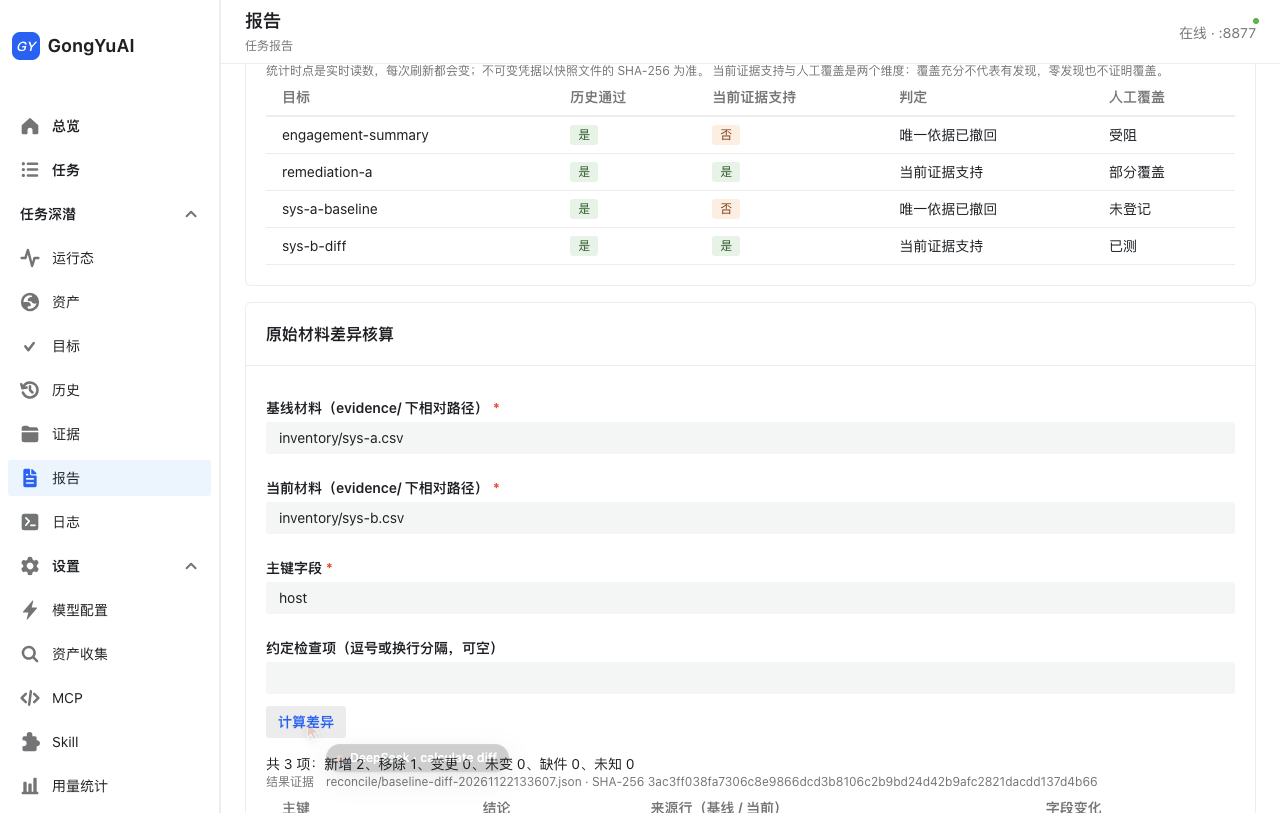 GY GongYuAI
总览
任务
任务深潜
运行态
资产
目标
历史
证据
报告
日志
设置
模型配置
资产收集
MCP
Skill
用量统计
报告
任务报告
在线 · :8877
统计时点是实时读数，每次刷新都会变；不可变凭据以快照文件的 SHA-256 为准。 当前证据支持与人工覆盖是两个维度：覆盖充分不代表有发现，零发现也不证明覆盖。
目标 历史通过 当前证据支持 判定 人工覆盖
engagement-summary 是 否 唯一依据已撤回 受阻
remediation-a 是 是 当前证据支持 部分覆盖
sys-a-baseline 是 否 唯一依据已撤回 未登记
sys-b-diff 是 是 当前证据支持 已测
原始材料差异核算
基线材料（evidence/ 下相对路径） *
inventory/sys-a.csv
当前材料（evidence/ 下相对路径） *
inventory/sys-b.csv
主键字段 *
host
约定检查项（逗号或换行分隔，可空）
计算差异
DeepSeek · calculate diff
共 3 项：新增 2、移除 1、变更 0、未变 0、缺件 0、未知 0
结果证据 reconcile/baseline-diff-20261122133607.json · SHA-256 3ac3ff038fa7306c8e9866dcd3b8106c2b9bd24d42b9afc2821dacdd137d4b66
主键 结论 来源行（基线 / 当前） 字段变化